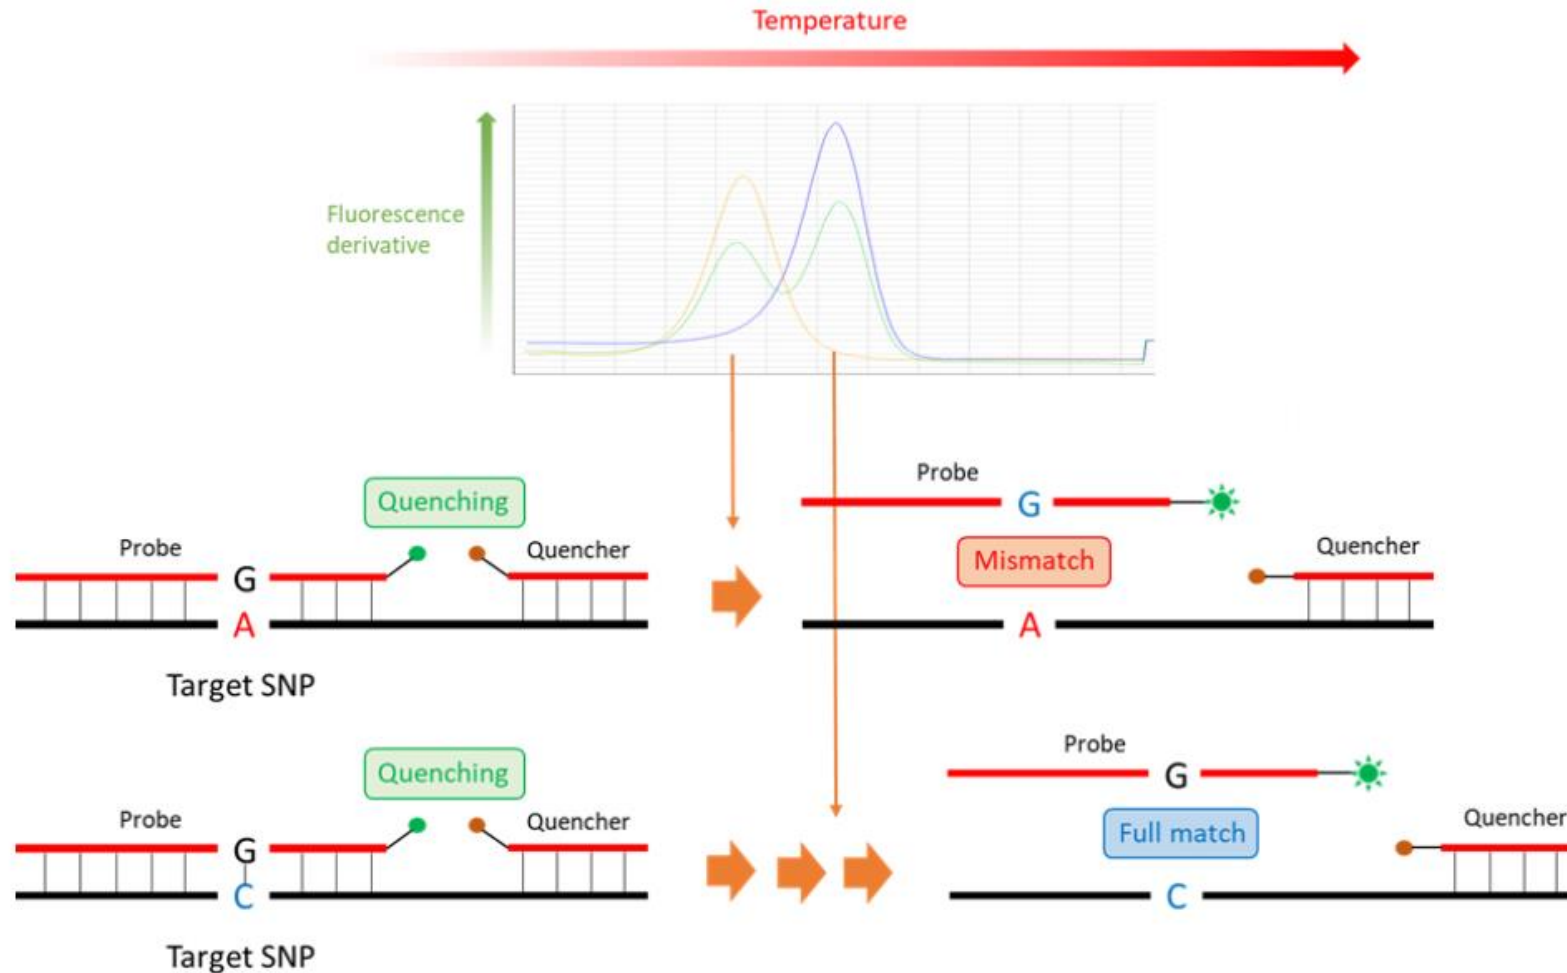 Temperature
Fluorescence
derivative
Probe
Quenching
G
Probe
Quencher
Mismatch
Quencher
G
A
A
Target SNP
Probe
Quenching
G
Probe
Quencher
Full match
Quencher
G
C
C
Target SNP